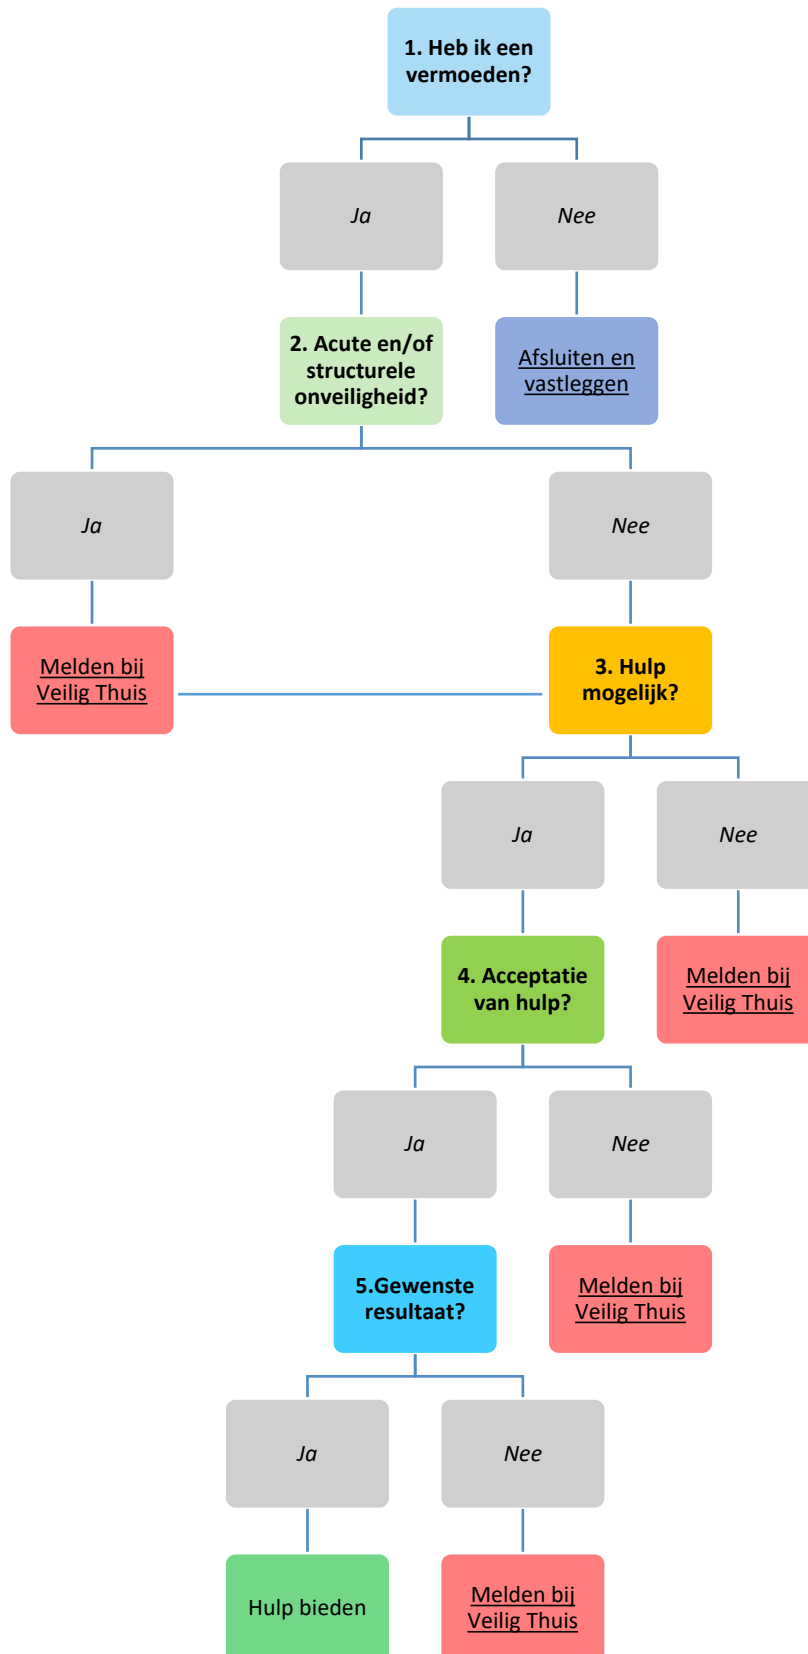 1. Heb ik een
vermoeden?
Ja
Nee
2. Acute en/of
structurele
onveiligheid?
Afsluiten en
vastleggen
Ja
Nee
Melden bij
Veilig Thuis
3. Hulp
mogelijk?
Ja
Nee
4. Acceptatie
van hulp?
Melden bij
Veilig Thuis
Ja
Nee
5.Gewenste
resultaat?
Melden bij
Veilig Thuis
Ja
Nee
Hulp bieden
Melden bij
Veilig Thuis